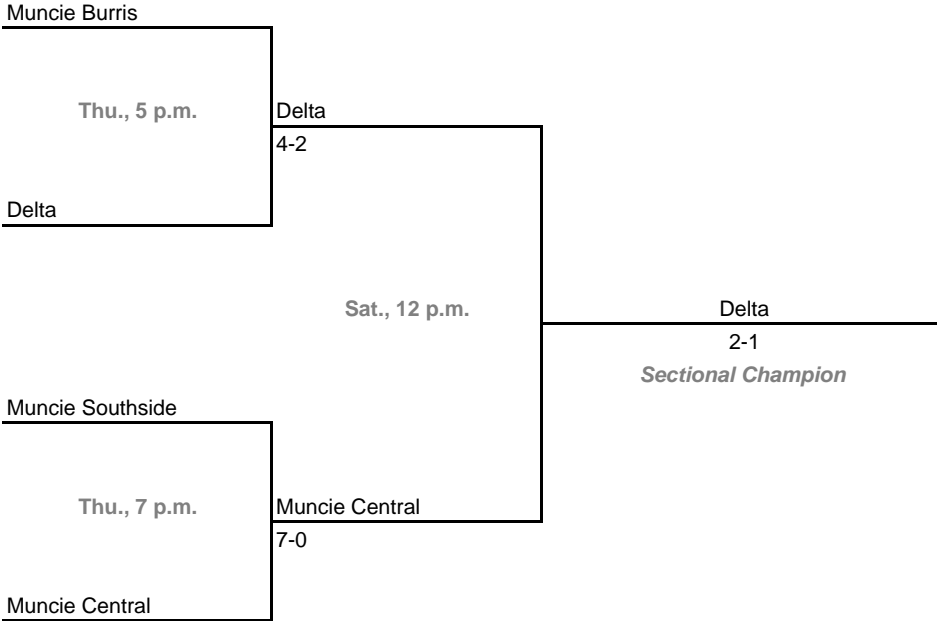 Muncie Burris
Thu., 5 p.m.
Delta
4-2
Delta
Sat., 12 p.m.
Delta
2-1
Sectional Champion
Muncie Southside
Thu., 7 p.m.
Muncie Central
7-0
Muncie Central